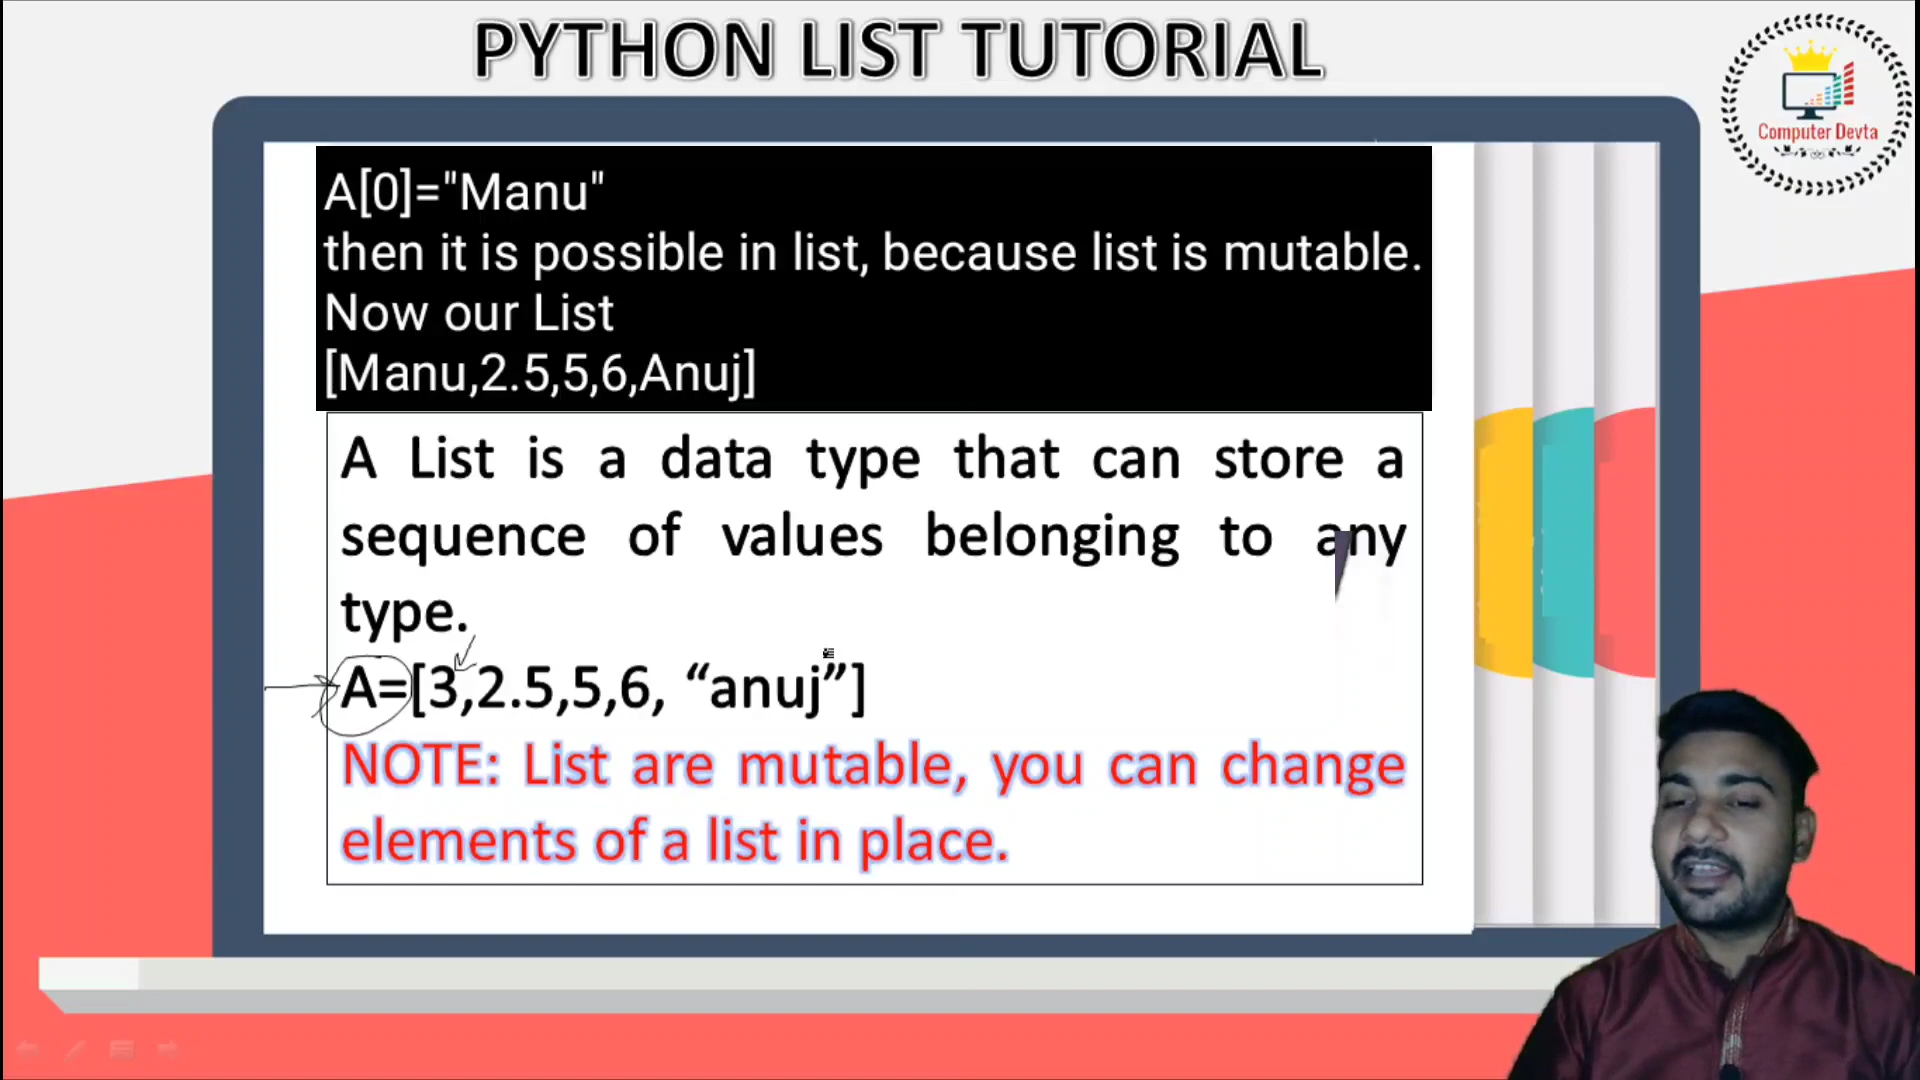 PYTHON LIST TUTORIAL
Computer Devta
A[0]="Manu"
then it is possible in list, because list is mutable.
Now our List
[Manu,2.5,5,6,Anuj]
A List is a data type that can store a
sequence of values belonging to any
type.
A=[3,2.5,5,6, “anuj”]
NOTE: List are mutable, you can change
elements of a list in place.